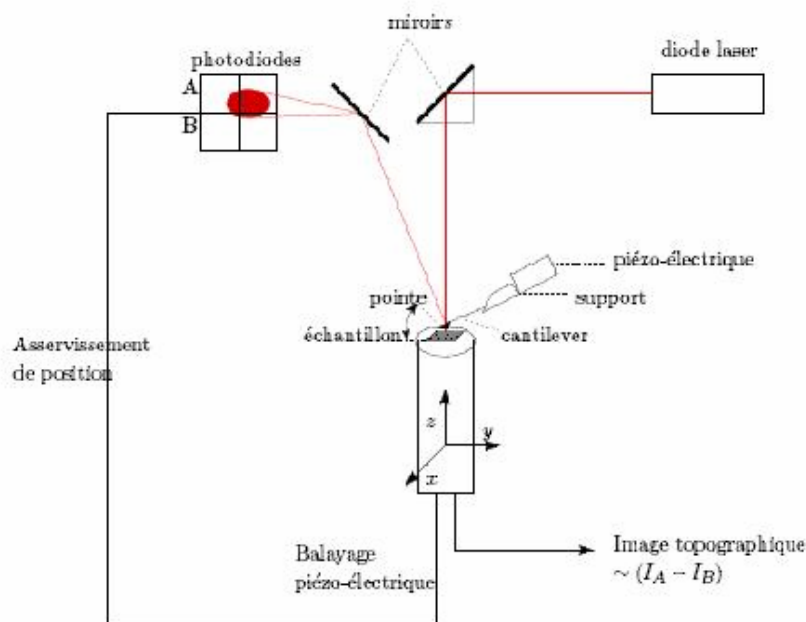 miroirs
photodiodes
diode laser
A
B
piézo-électrique
pointe
support
échantillon
cantilever
Asservissement
de position
z
y
x
Balayage
piézo-électrique
Image topographique
~ (I_A − I_B)